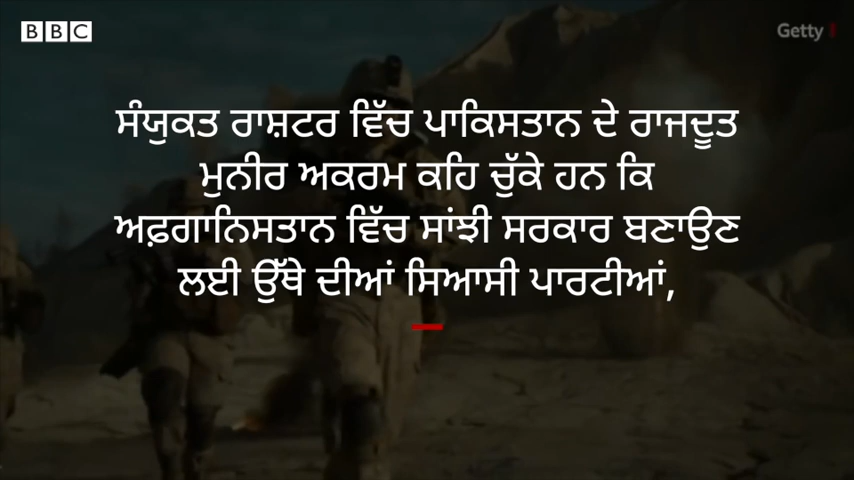 BBC
Getty
ਸੰਯੁਕਤ ਰਾਸ਼ਟਰ ਵਿੱਚ ਪਾਕਿਸਤਾਨ ਦੇ ਰਾਜਦੂਤ
ਮੁਨੀਰ ਅਕਰਮ ਕਹਿ ਚੁੱਕੇ ਹਨ ਕਿ
ਅਫ਼ਗਾਨਿਸਤਾਨ ਵਿੱਚ ਸਾਂਝੀ ਸਰਕਾਰ ਬਣਾਉਣ
ਲਈ ਉੱਥੇ ਦੀਆਂ ਸਿਆਸੀ ਪਾਰਟੀਆਂ,